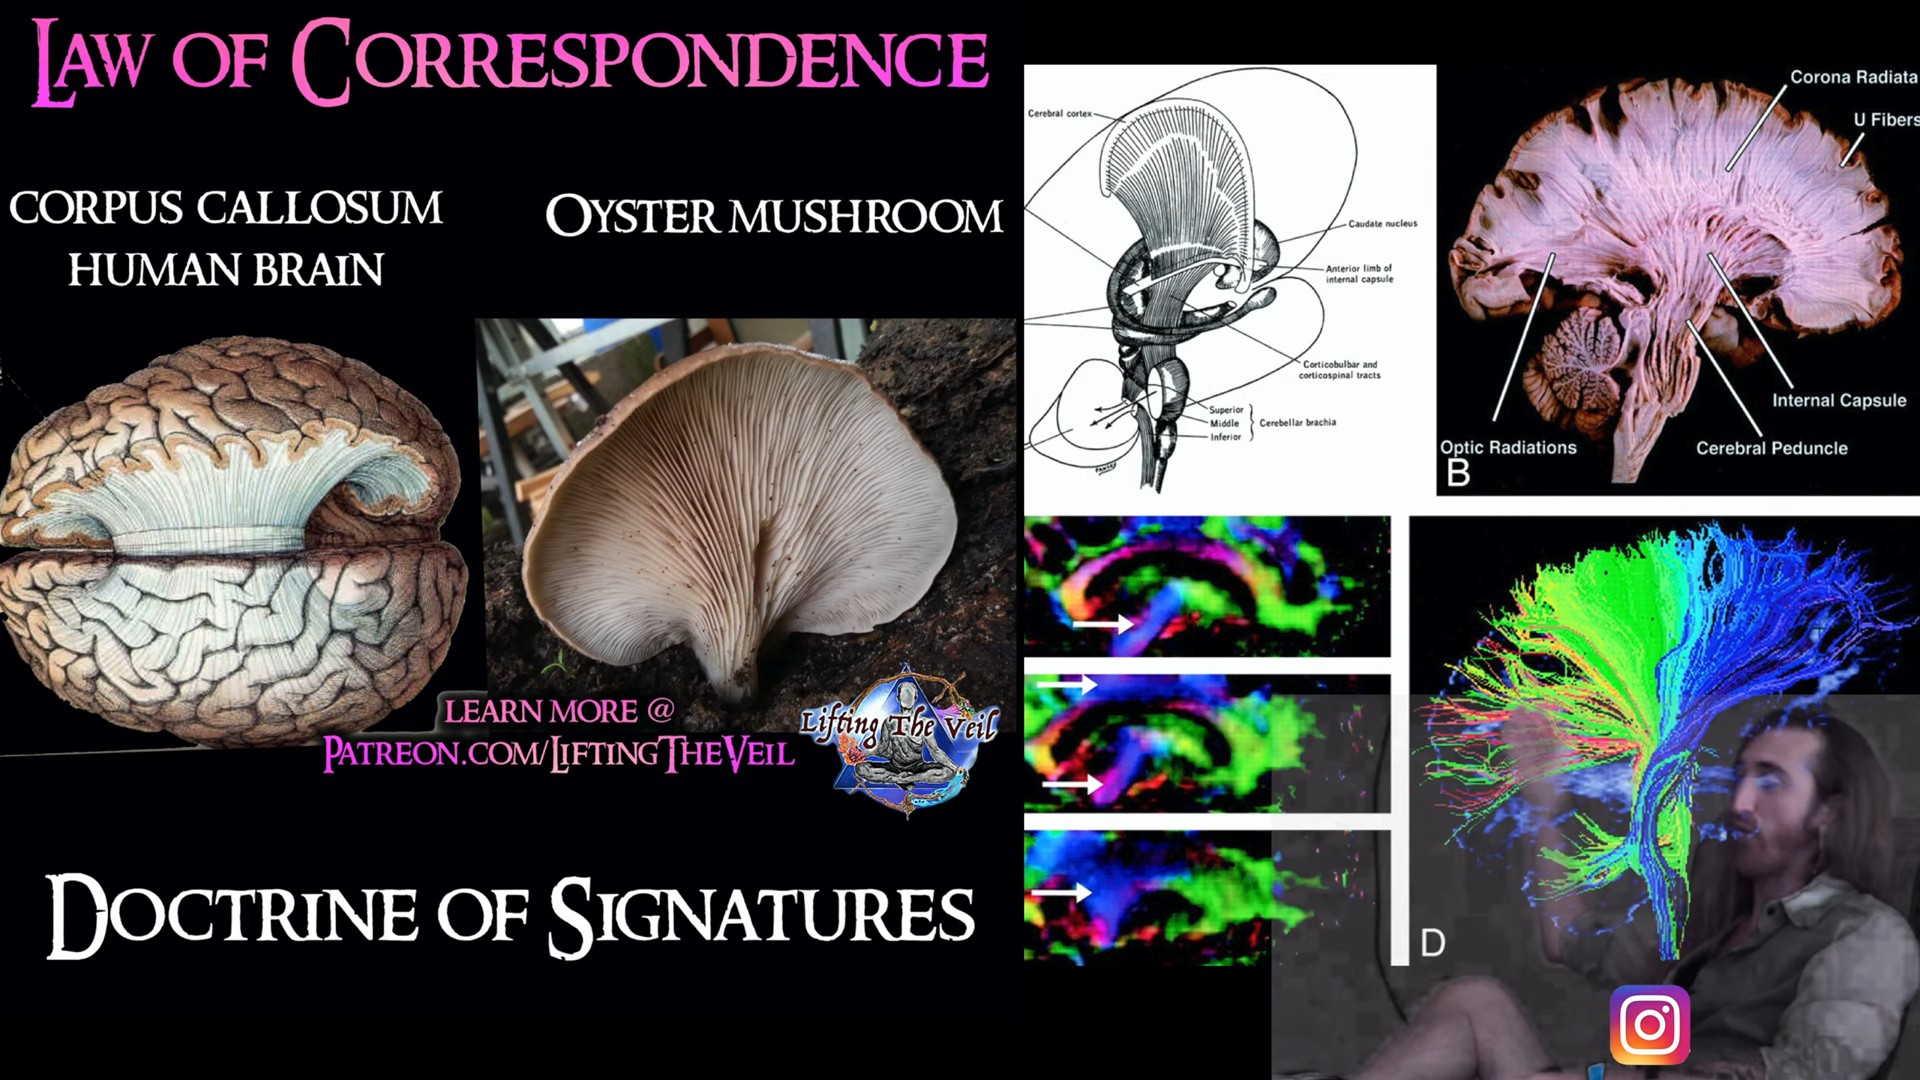 LAW OF CORRESPONDENCE
CORPUS CALLOSUM
HUMAN BRAIN
OYSTER MUSHROOM
LEARN MORE @
PATREON.COM/LIFTINGTHEVEIL
Lifting The Veil
DOCTRINE OF SIGNATURES
Cerebral cortex
Caudate nucleus
Anterior limb of
internal capsule
Corticobulbar and
corticospinal tracts
Superior
Middle
Inferior
Cerebellar brachia
PANSKY
Corona Radiata
U Fibers
Internal Capsule
Cerebral Peduncle
Optic Radiations
B
D